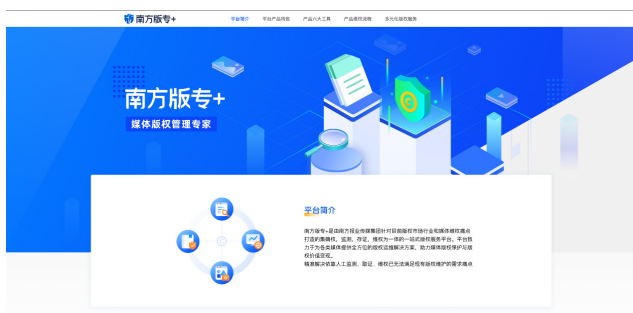 南方版专+
平台简介 平台产品特性 产品六大工具 产品维权流程 多元化版权服务
南方版专+
媒体版权管理专家
平台简介
南方版专+是由南方报业传媒集团针对目前版权市场行业和媒体维权痛点
打造的集确权、监测、存证、维权为一体的一站式版权服务平台。平台致
力于为各类媒体提供全方位的版权运维解决方案，助力媒体版权保护与版
权价值变现。
精准解决依靠人工监测、取证、维权已无法满足现有版权维护的需求痛点